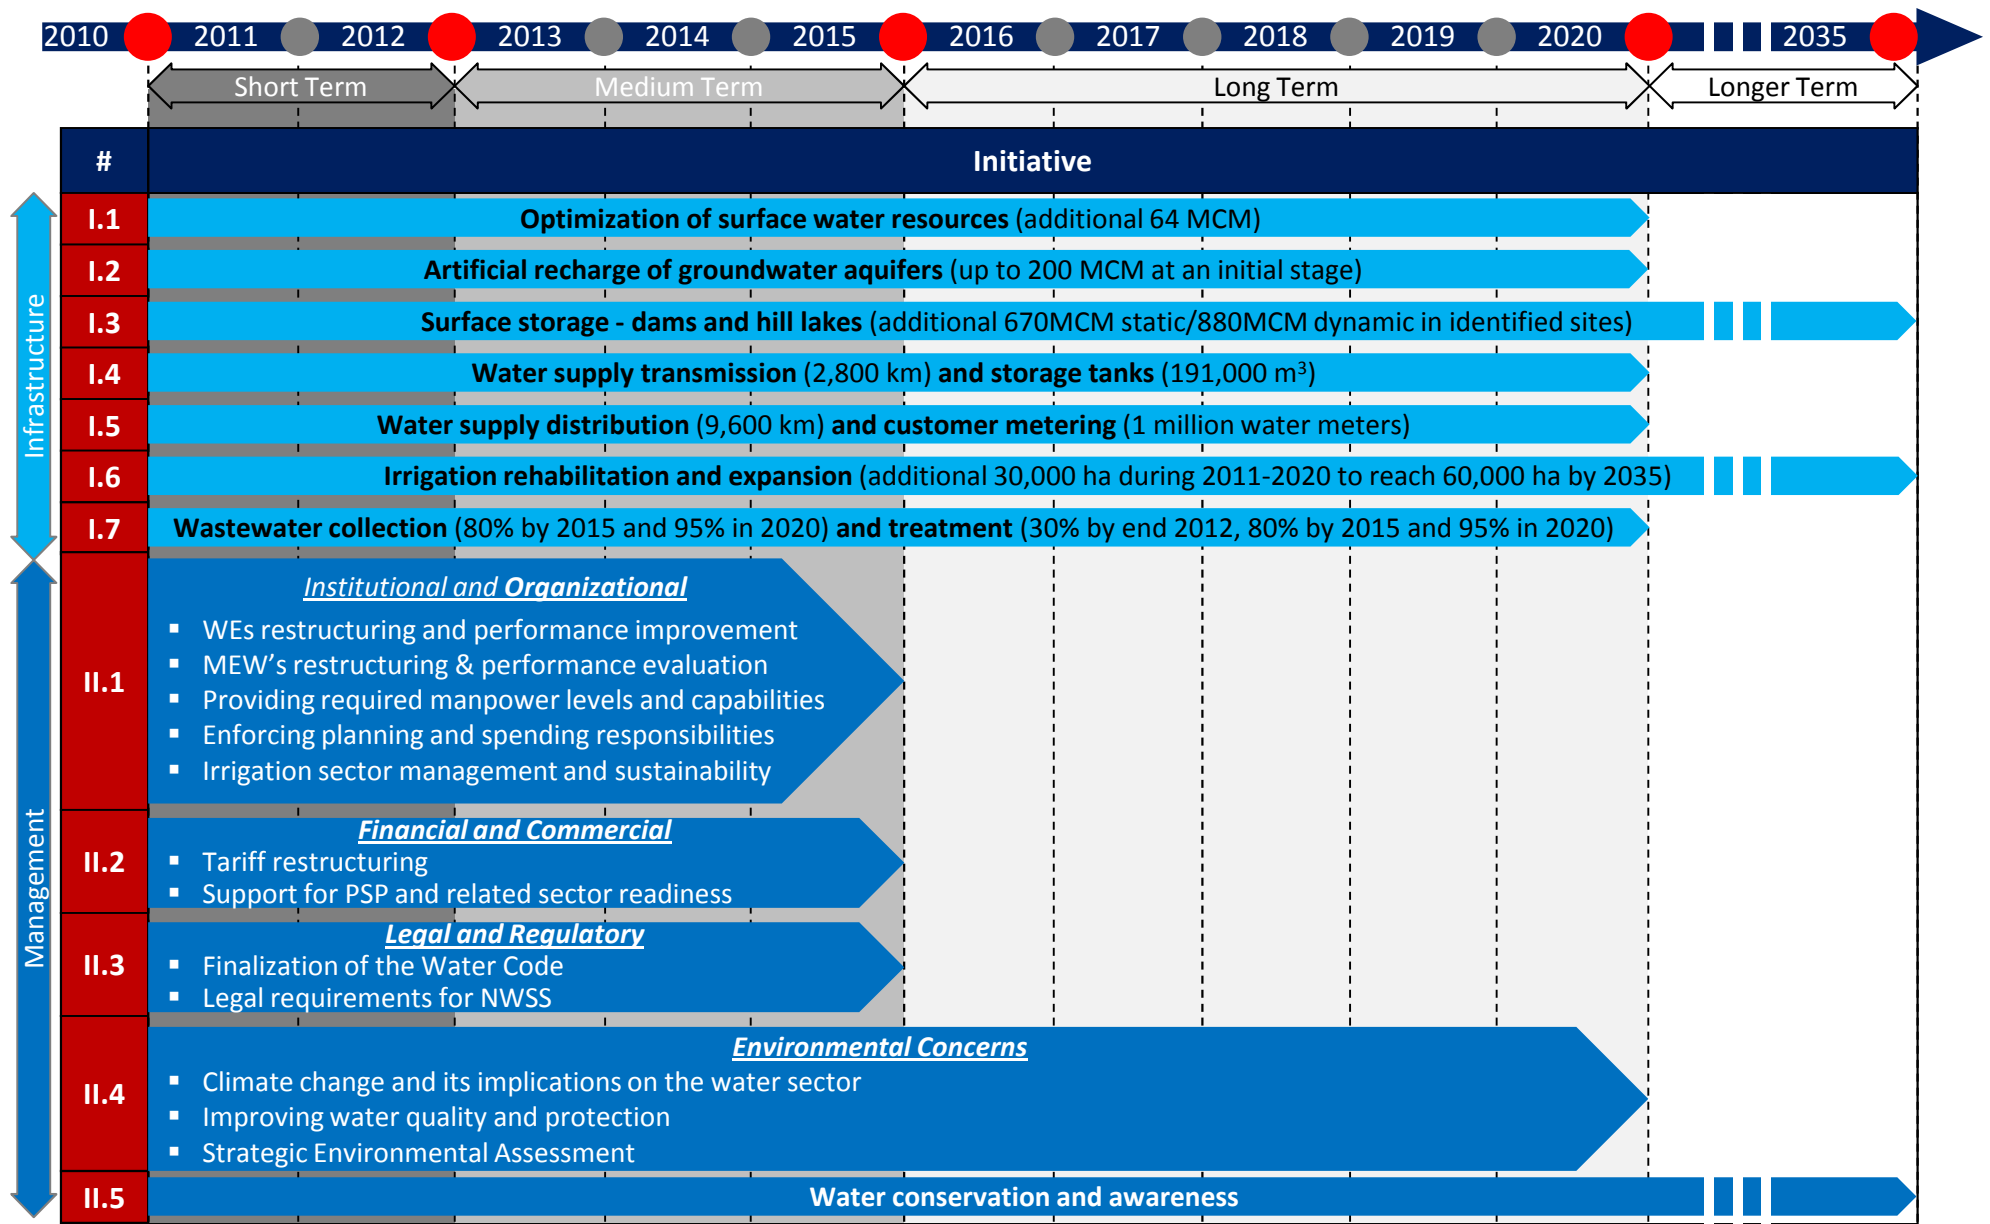 2010 2011 2012 2013 2014 2015 2016 2017 2018 2019 2020 2035
Short Term Medium Term Long Term Longer Term
# Initiative
Infrastructure
I.1 Optimization of surface water resources (additional 64 MCM)
I.2 Artificial recharge of groundwater aquifers (up to 200 MCM at an initial stage)
I.3 Surface storage - dams and hill lakes (additional 670MCM static/880MCM dynamic in identified sites)
I.4 Water supply transmission (2,800 km) and storage tanks (191,000 m³)
I.5 Water supply distribution (9,600 km) and customer metering (1 million water meters)
I.6 Irrigation rehabilitation and expansion (additional 30,000 ha during 2011-2020 to reach 60,000 ha by 2035)
I.7 Wastewater collection (80% by 2015 and 95% in 2020) and treatment (30% by end 2012, 80% by 2015 and 95% in 2020)
Management
II.1
Institutional and Organizational
▪ WEs restructuring and performance improvement
▪ MEW’s restructuring & performance evaluation
▪ Providing required manpower levels and capabilities
▪ Enforcing planning and spending responsibilities
▪ Irrigation sector management and sustainability
II.2
Financial and Commercial
▪ Tariff restructuring
▪ Support for PSP and related sector readiness
II.3
Legal and Regulatory
▪ Finalization of the Water Code
▪ Legal requirements for NWSS
II.4
Environmental Concerns
▪ Climate change and its implications on the water sector
▪ Improving water quality and protection
▪ Strategic Environmental Assessment
II.5 Water conservation and awareness